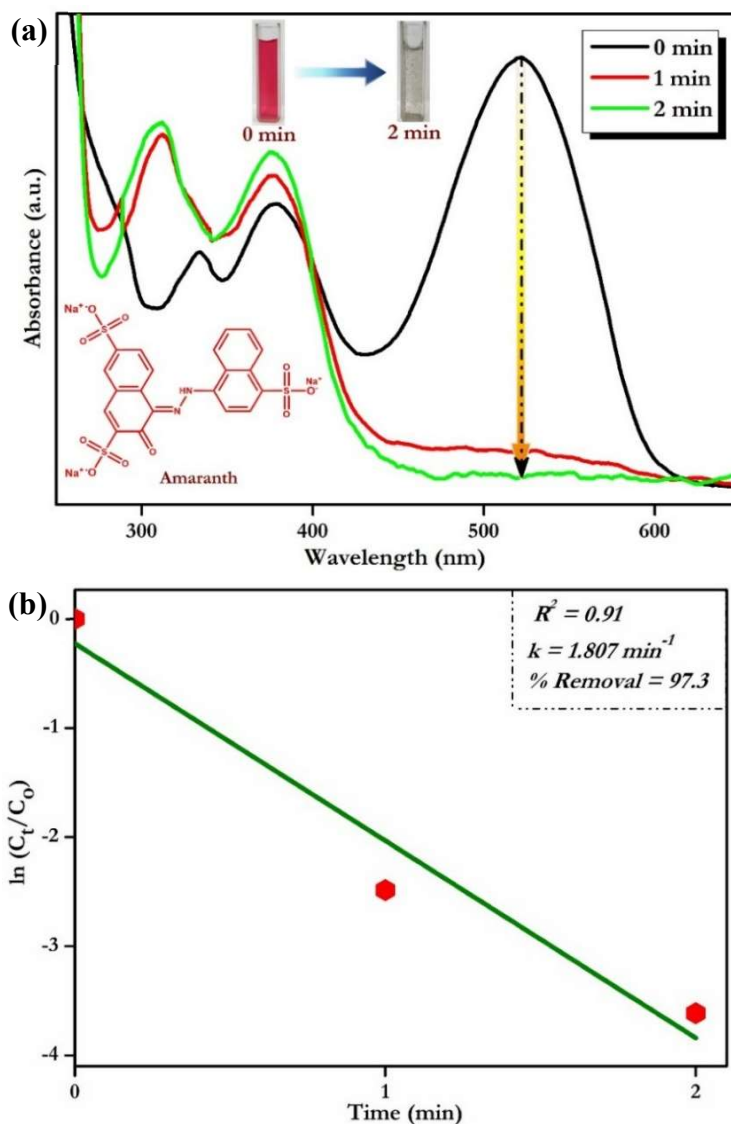 (a)
0 min
1 min
2 min
0 min
2 min
Absorbance (a.u.)
Na⁺⁻O
S
O
O
N
HN
O
S
O
O⁻
Na⁺
O
O
S
O
Na⁺⁻O
Amaranth
300
400
500
600
Wavelength (nm)
(b)
R² = 0.91
k = 1.807 min⁻¹
% Removal = 97.3
0
-1
-2
-3
-4
ln (Cₜ/Cₒ)
0
1
2
Time (min)